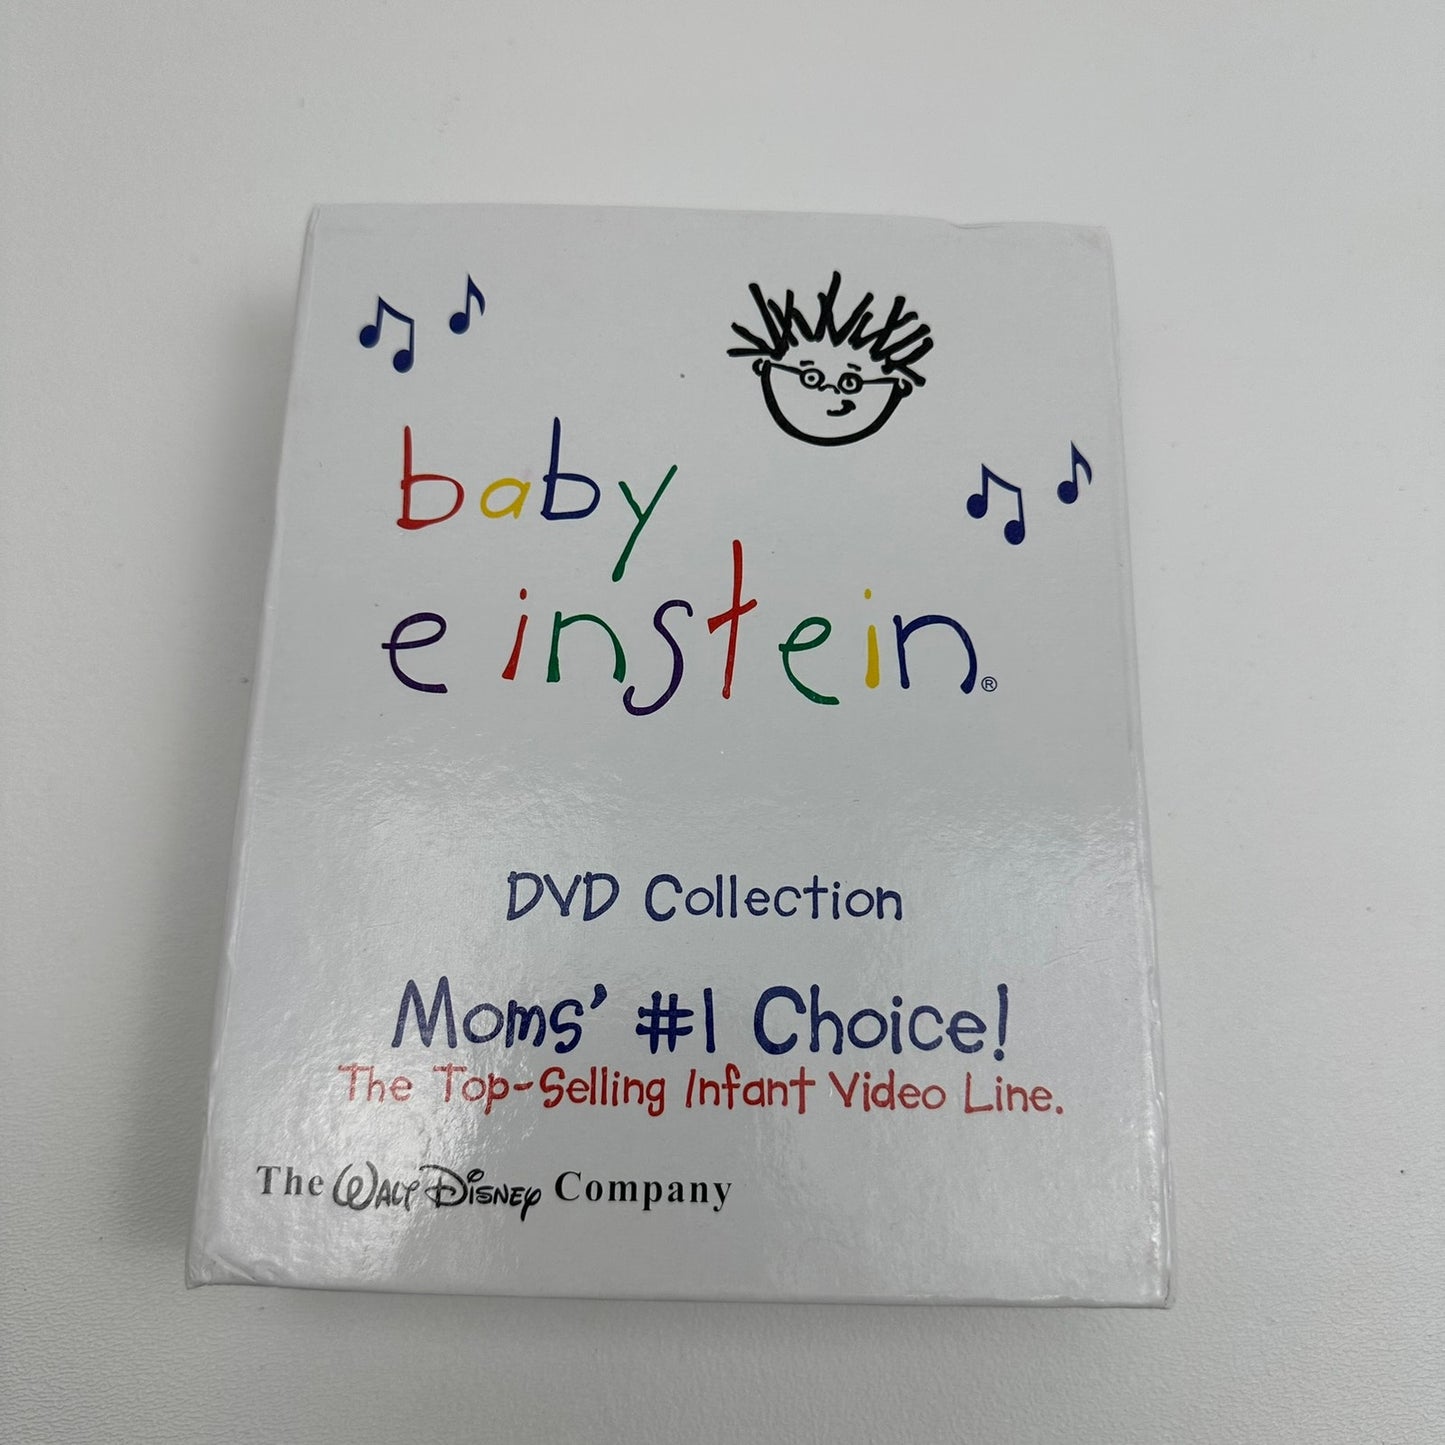 baby
einstein®
DVD Collection
Moms' #1 Choice!
The Top-Selling Infant Video Line.
The Walt Disney Company